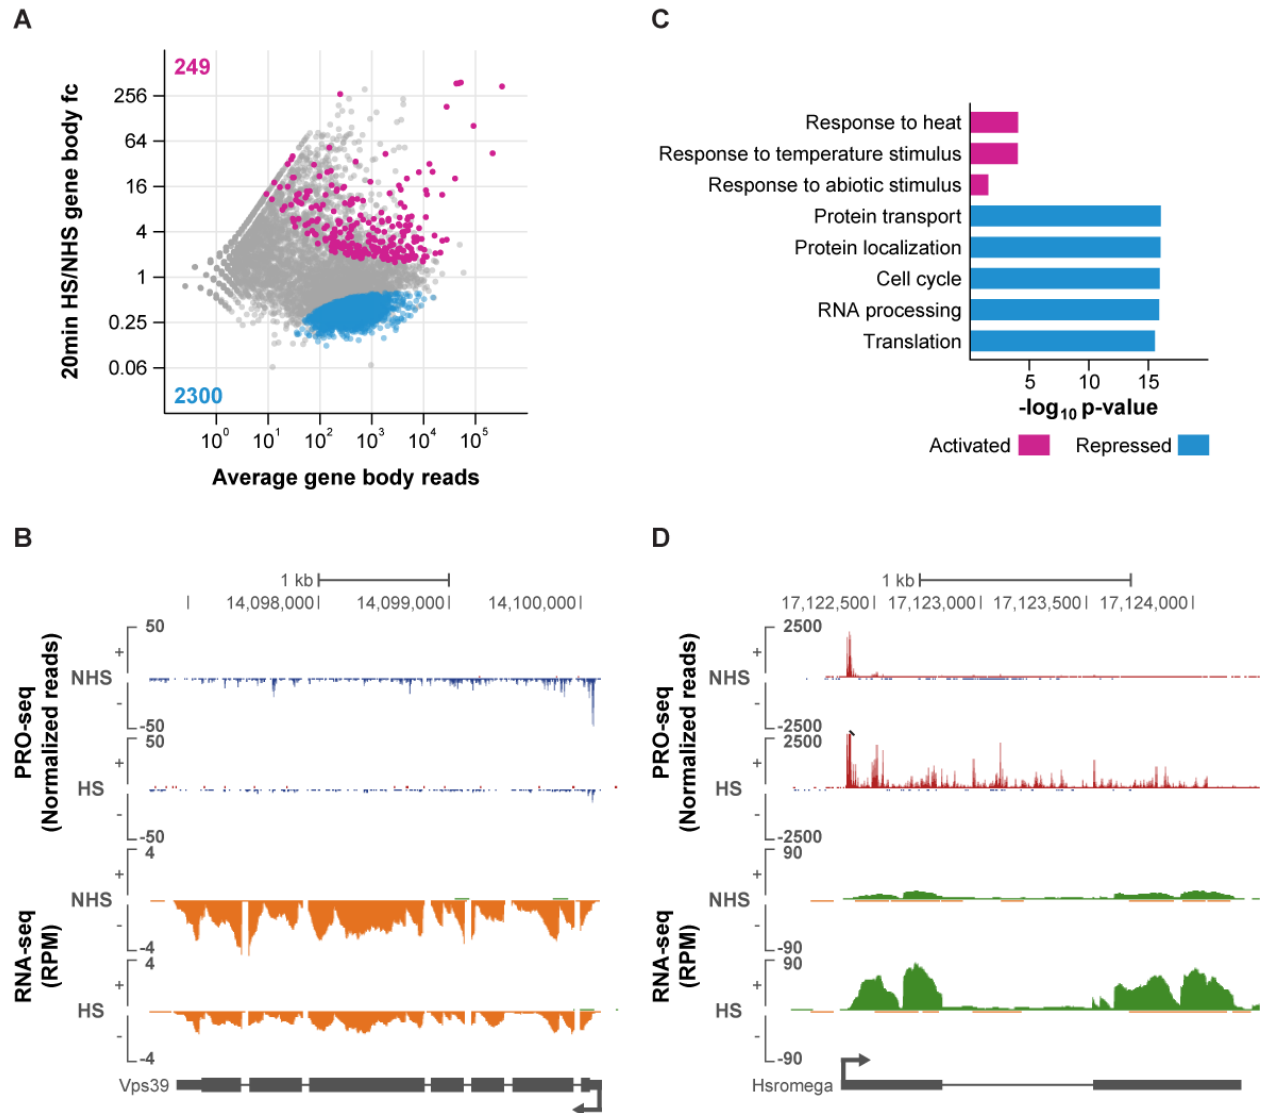 A
249
20min HS/NHS gene body fc
256
64
16
4
1
0.25
0.06
2300
10⁰ 10¹ 10² 10³ 10⁴ 10⁵
Average gene body reads
C
Response to heat
Response to temperature stimulus
Response to abiotic stimulus
Protein transport
Protein localization
Cell cycle
RNA processing
Translation
5 10 15
-log₁₀ p-value
Activated Repressed
B
1 kb
14,098,000 14,099,000 14,100,000
PRO-seq
(Normalized reads)
50
+
NHS
-
-50
50
+
HS
-
-50
RNA-seq
(RPM)
4
+
NHS
-
-4
4
+
HS
-
-4
Vps39
D
1 kb
17,122,500 17,123,000 17,123,500 17,124,000
PRO-seq
(Normalized reads)
2500
+
NHS
-
-2500
2500
+
HS
-
-2500
RNA-seq
(RPM)
90
+
NHS
-
-90
90
+
HS
-
-90
Hsromega